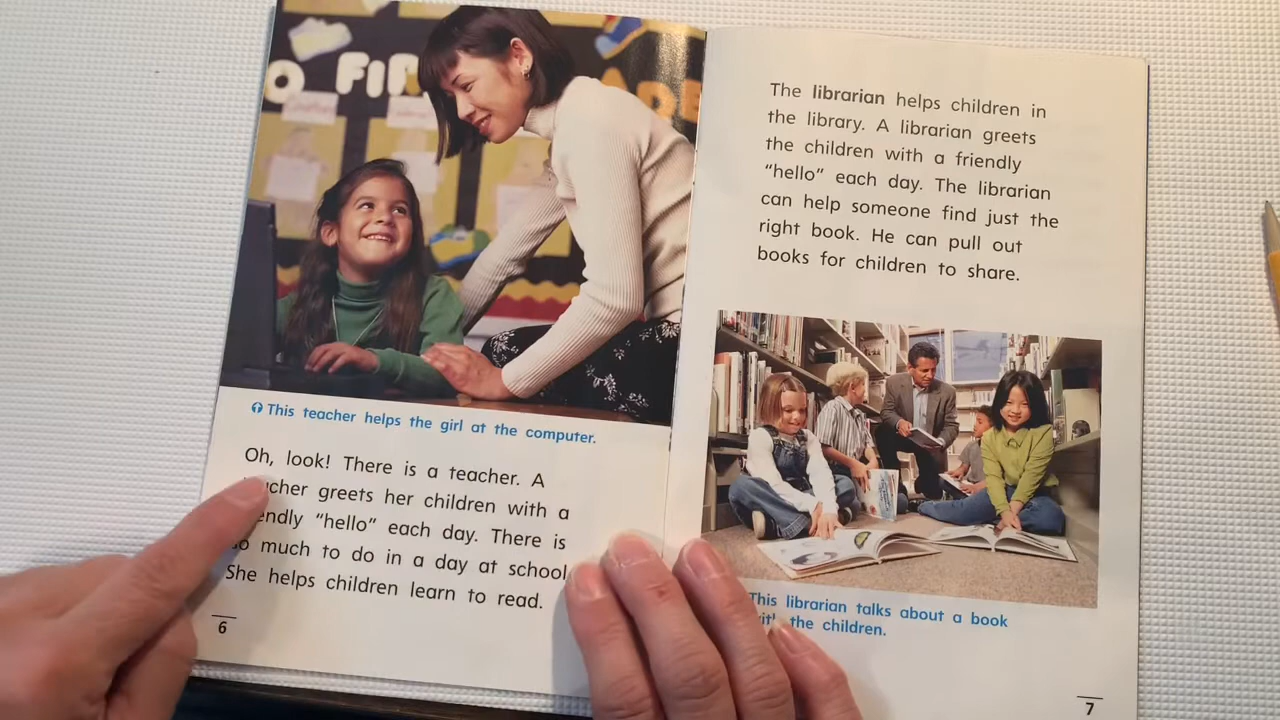 FIR
This teacher helps the girl at the computer.
Oh, look! There is a teacher. A
greets her children with a
"hello" each day. There is
much to do in a day at school
She helps children learn to read.
6
The librarian helps children in
the library. A librarian greets
the children with a friendly
"hello" each day. The librarian
can help someone find just the
right book. He can pull out
books for children to share.
This librarian talks about a book
the children.
7